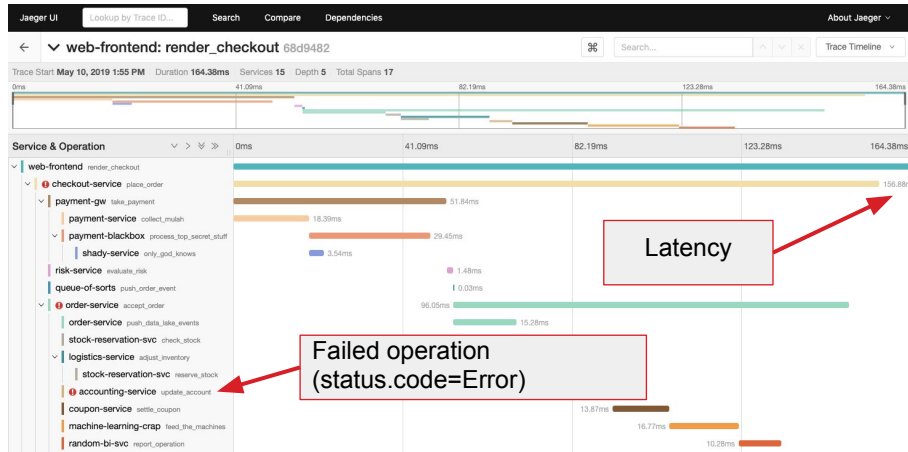 Jaeger UI Lookup by Trace ID... Search Compare Dependencies About Jaeger
web-frontend: render_checkout 68d9482 ⌘ Search... Trace Timeline
Trace Start May 10, 2019 1:55 PM Duration 164.38ms Services 15 Depth 5 Total Spans 17
0ms 41.09ms 82.19ms 123.28ms 164.38ms
Service & Operation 0ms 41.09ms 82.19ms 123.28ms 164.38ms
web-frontend render_checkout
checkout-service place_order 156.88
payment-gw take_payment 51.84ms
payment-service collect_mulah 18.39ms
payment-blackbox process_top_secret_stuff 29.45ms
Latency
shady-service only_god_knows 3.54ms
risk-service evaluate_risk 1.48ms
queue-of-sorts push_order_event 0.03ms
order-service accept_order 96.05ms
order-service push_data_lake_events 15.28ms
stock-reservation-svc check_stock
Failed operation
logistics-service adjust_inventory
stock-reservation-svc reserve_stock
(status.code=Error)
accounting-service update_account
coupon-service settle_coupon 13.87ms
machine-learning-crap feed_the_machines 16.77ms
random-bi-svc report_operation 10.28ms